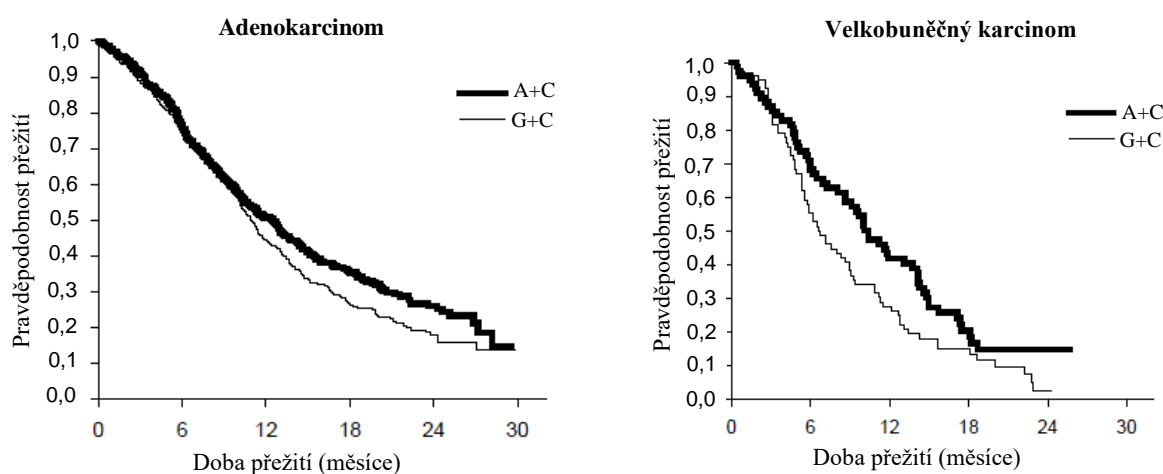 Adenokarcinom
Pravděpodobnost přežití
1,0
0,9
0,8
0,7
0,6
0,5
0,4
0,3
0,2
0,1
0,0
A+C
G+C
0 6 12 18 24 30
Doba přežití (měsíce)
Velkobuněčný karcinom
Pravděpodobnost přežití
1,0
0,9
0,8
0,7
0,6
0,5
0,4
0,3
0,2
0,1
0,0
A+C
G+C
0 6 12 18 24 30
Doba přežití (měsíce)